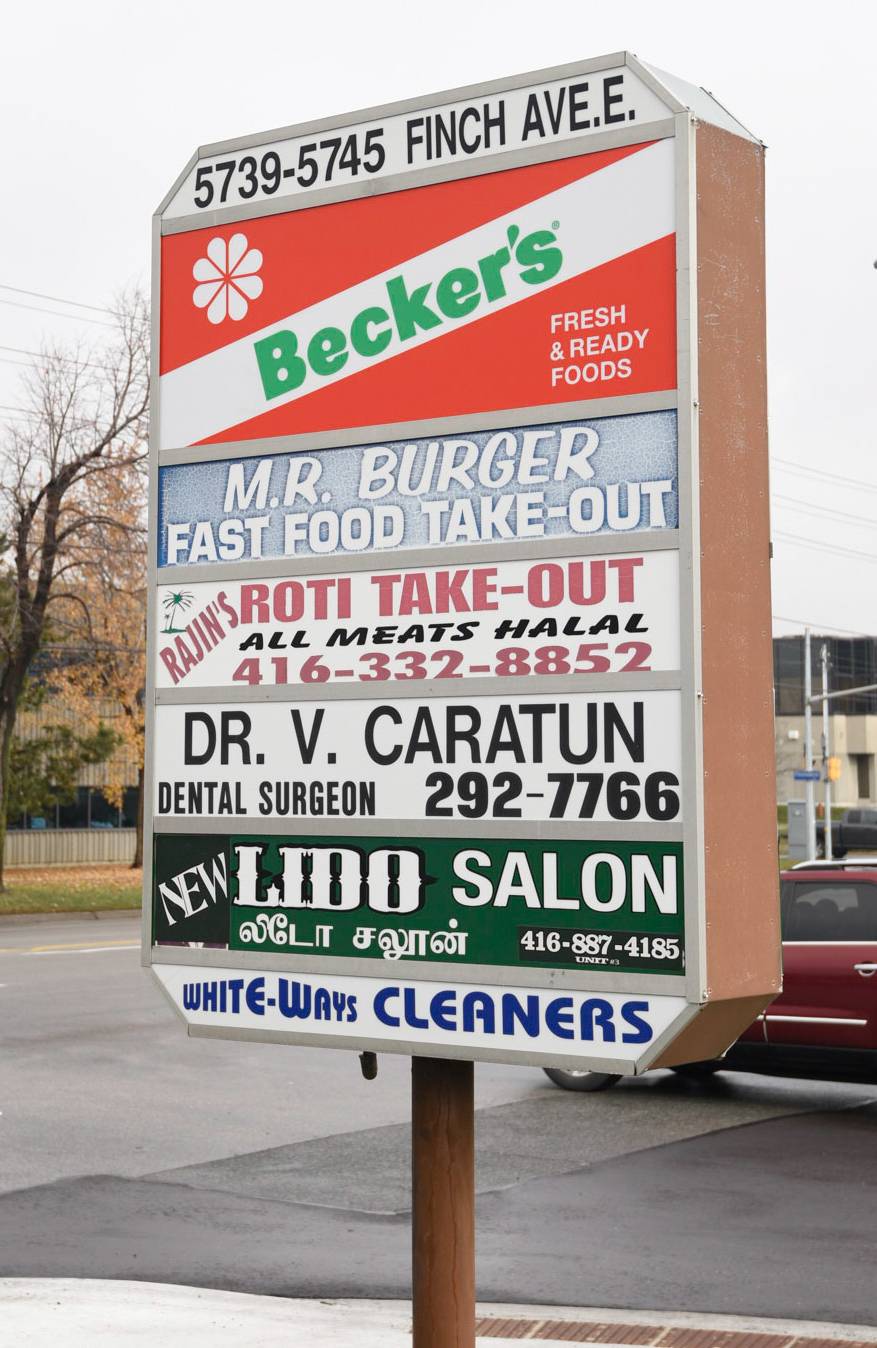 5739-5745 FINCH AVE.E.
Becker's®
FRESH
& READY
FOODS
M.R. BURGER
FAST FOOD TAKE-OUT
RAJIN'S ROTI TAKE-OUT
ALL MEATS HALAL
416-332-8852
DR. V. CARATUN
DENTAL SURGEON 292-7766
NEW LIDO SALON
லிடோ சலூன் 416-887-4185
UNIT #3
WHITE-WAYS CLEANERS